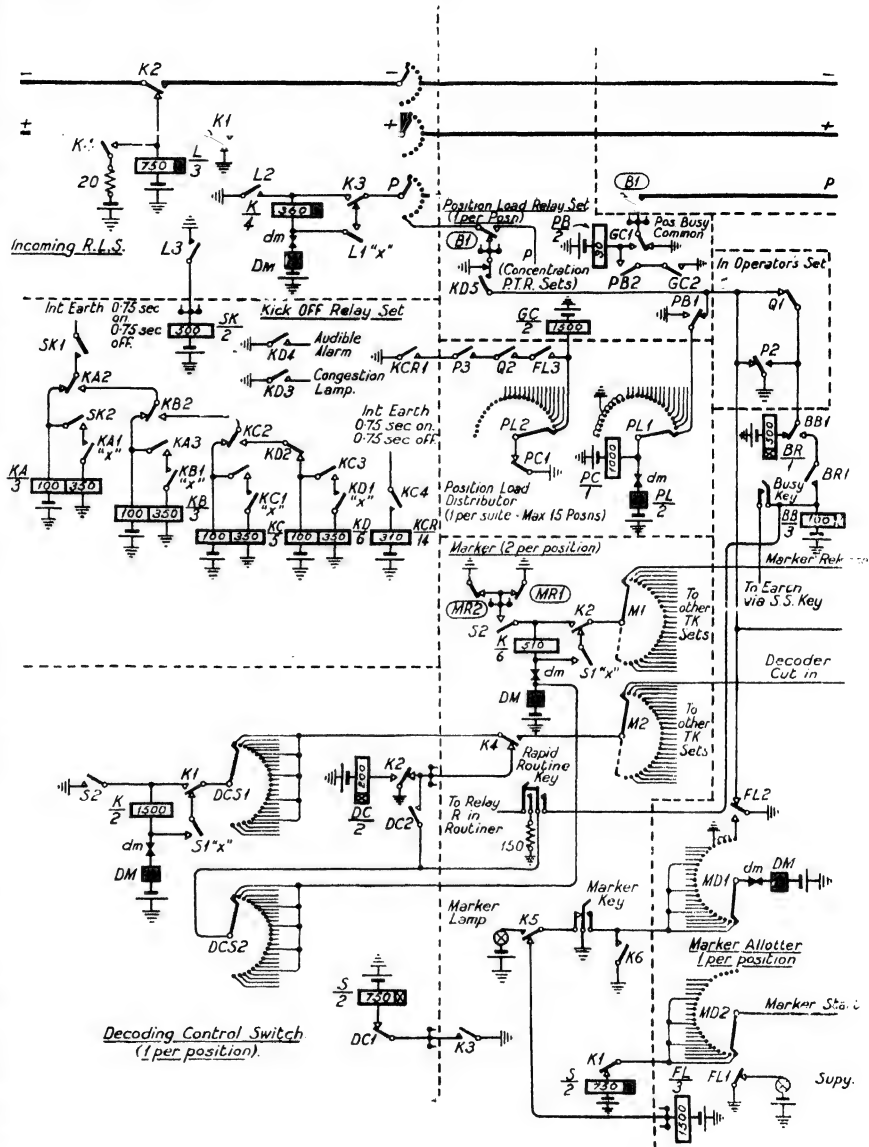 -
K2
-
-
+
K1
+
+
20
750
L
3
L2
K3
P
B1
P
K
4
360
Position Load Relay Set
(1 per Posn)
PB
2
Pos Busy
Common
GC1
Incoming R.L.S.
L3
dm
L1 "x"
DM
B1
P
(Concentration
P.T.R. Sets)
PB2
GC2
In Operator's Set
KD5
PB1
Q1
Int Earth 0·75 sec
on
0·75 sec
off.
Kick Off Relay Set
SK
2
500
KD4
Audible
Alarm
GC
2
1500
SK1
KD3
Congestion
Lamp.
KCR1
P3
Q2
FL3
P2
KA2
KB2
Int Earth
0·75 sec on.
0·75 sec off
SK2
KA1
"x"
KA3
KC2
KD2
PL2
PL1
BR
1
500
BB1
KB1
"x"
KC3
KC4
PC1
PC
1
1000
BR1
KA
3
100
350
KC1
"x"
KD1
"x"
Position Load
Distributor
(1 per suite - Max 15 Posns)
dm
PL
2
Busy
Key
KB
3
100
350
KC
5
100
350
100
350
KD
6
KCR
14
310
BB
3
100
Marker (2 per position)
Marker
To Earth
via S.S. Key
MR2
MR1
M1
To
other
TK
Sets
S2
K2
K
6
510
S1 "x"
Decoder
Cut in
dm
DM
M2
To
other
TK
Sets
K4
Rapid
Routine
Key
S2
K1
DCS1
K2
200
DC
2
FL2
K
2
1500
DC2
To Relay
R in
Routiner
S1 "x"
150
dm
DM
DCS2
Marker
Lamp
K5
Marker
Key
MD1
dm
DM
K6
Marker Allotter
1 per position
S
2
750
MD2
Marker
Decoding Control Switch
(1 per position).
DC1
K3
K1
S
2
750
FL
3
FL1
Supy.
1500